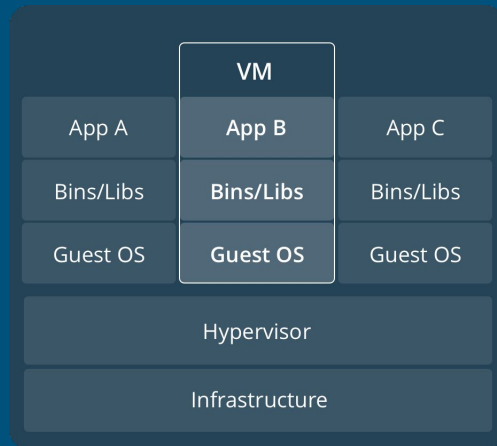 VM
App A App B App C
Bins/Libs Bins/Libs Bins/Libs
Guest OS Guest OS Guest OS
Hypervisor
Infrastructure